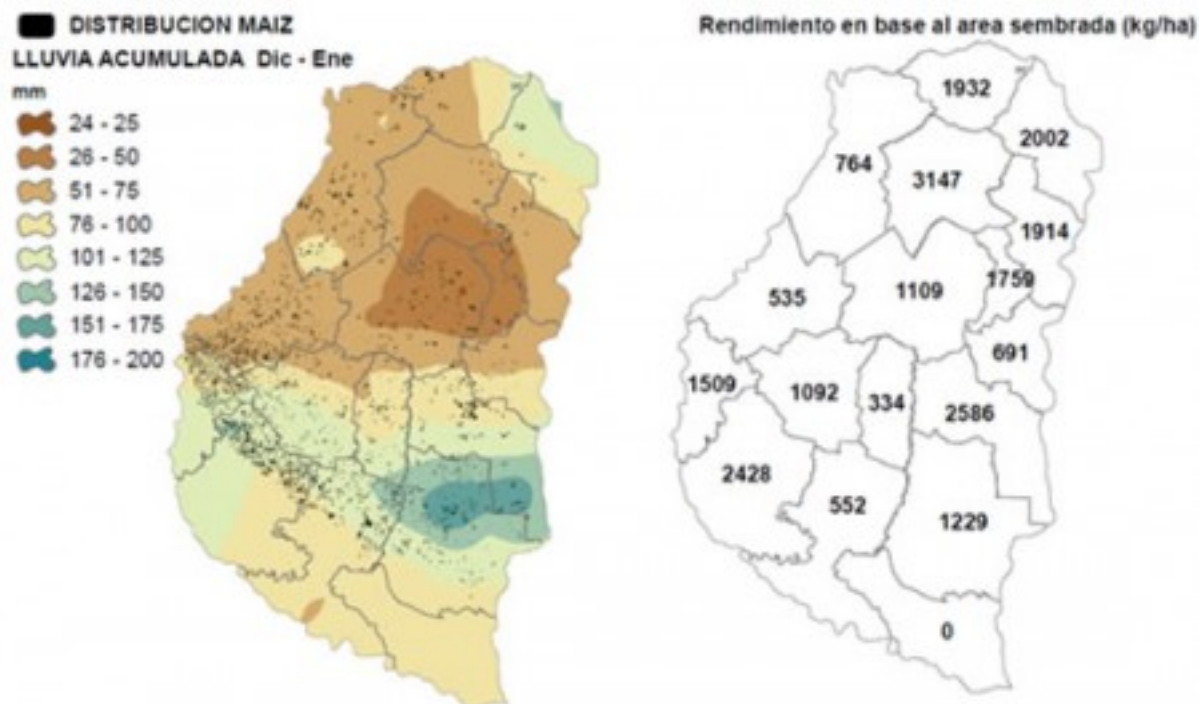 DISTRIBUCION MAIZ
LLUVIA ACUMULADA Dic - Ene
mm
24 - 25
26 - 50
51 - 75
76 - 100
101 - 125
126 - 150
151 - 175
176 - 200
Rendimiento en base al area sembrada (kg/ha)
1932
2002
764
3147
1914
1759
535
1109
691
1509
1092
334
2586
2428
552
1229
0